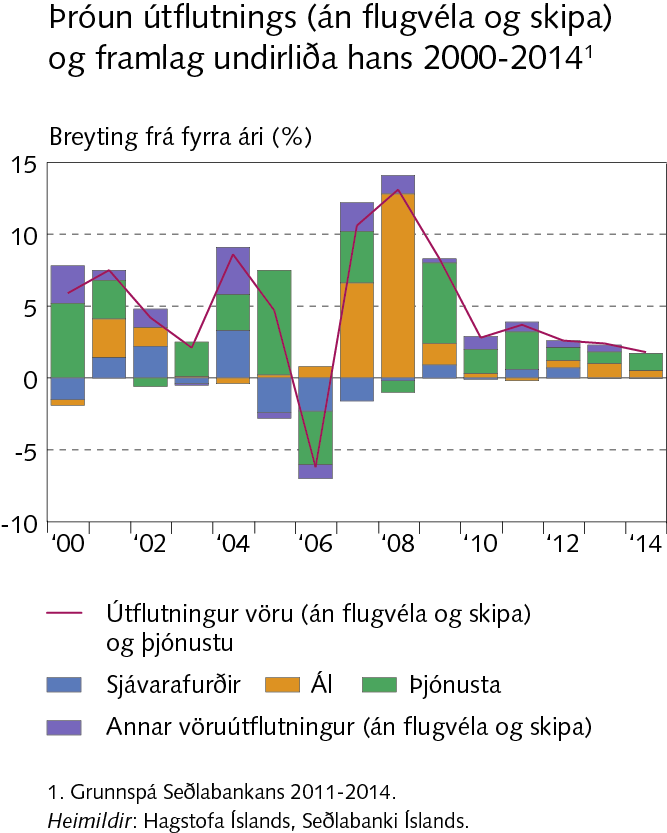 Þróun útflutnings (án flugvéla og skipa)
og framlag undirliða hans 2000-2014¹
Breyting frá fyrra ári (%)
15
10
5
0
-5
-10
‘00 ‘02 ‘04 ‘06 ‘08 ‘10 ‘12 ‘14
Útflutningur vöru (án flugvéla og skipa)
og þjónustu
Sjávarafurðir Ál Þjónusta
Annar vöruútflutningur (án flugvéla og skipa)
1. Grunnspá Seðlabankans 2011-2014.
Heimildir: Hagstofa Íslands, Seðlabanki Íslands.